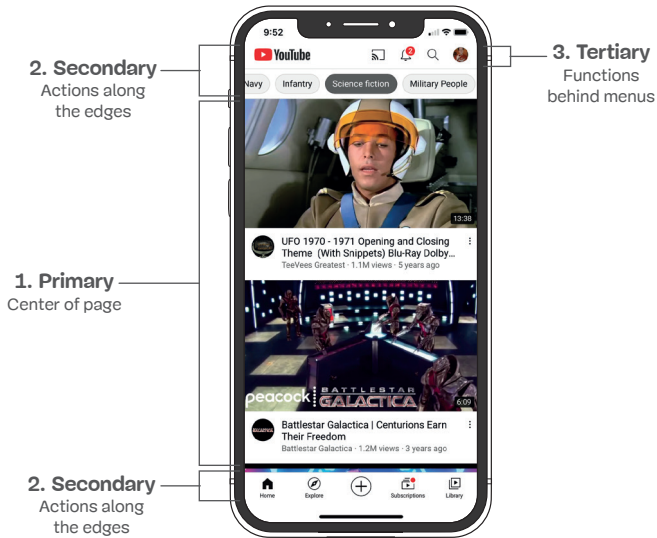 2. Secondary
Actions along
the edges
1. Primary
Center of page
2. Secondary
Actions along
the edges
9:52
YouTube
2
Navy
Infantry
Science fiction
Military People
13:38
UFO 1970 - 1971 Opening and Closing
Theme (With Snippets) Blu-Ray Dolby...
TeeVees Greatest · 1.1M views · 5 years ago
peacock
BATTLESTAR
GALACTICA
6:09
Battlestar Galactica | Centurions Earn
Their Freedom
Battlestar Galactica · 1.2M views · 3 years ago
Home
Explore
Subscriptions
Library
3. Tertiary
Functions
behind menus